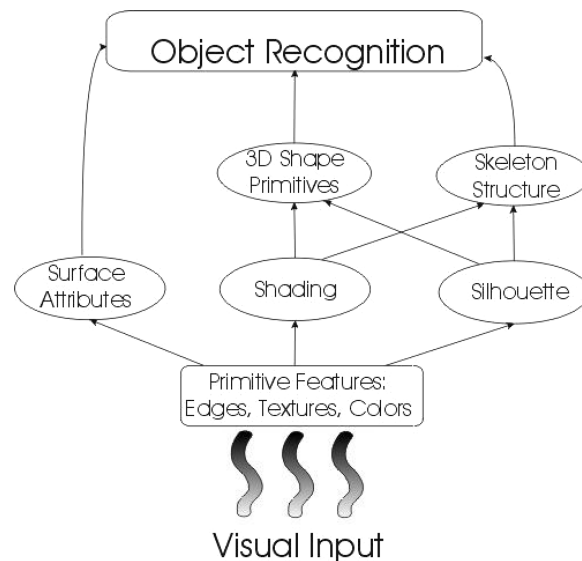 Object Recognition
3D Shape
Primitives
Skeleton
Structure
Surface
Attributes
Shading
Silhouette
Primitive Features:
Edges, Textures, Colors
Visual Input